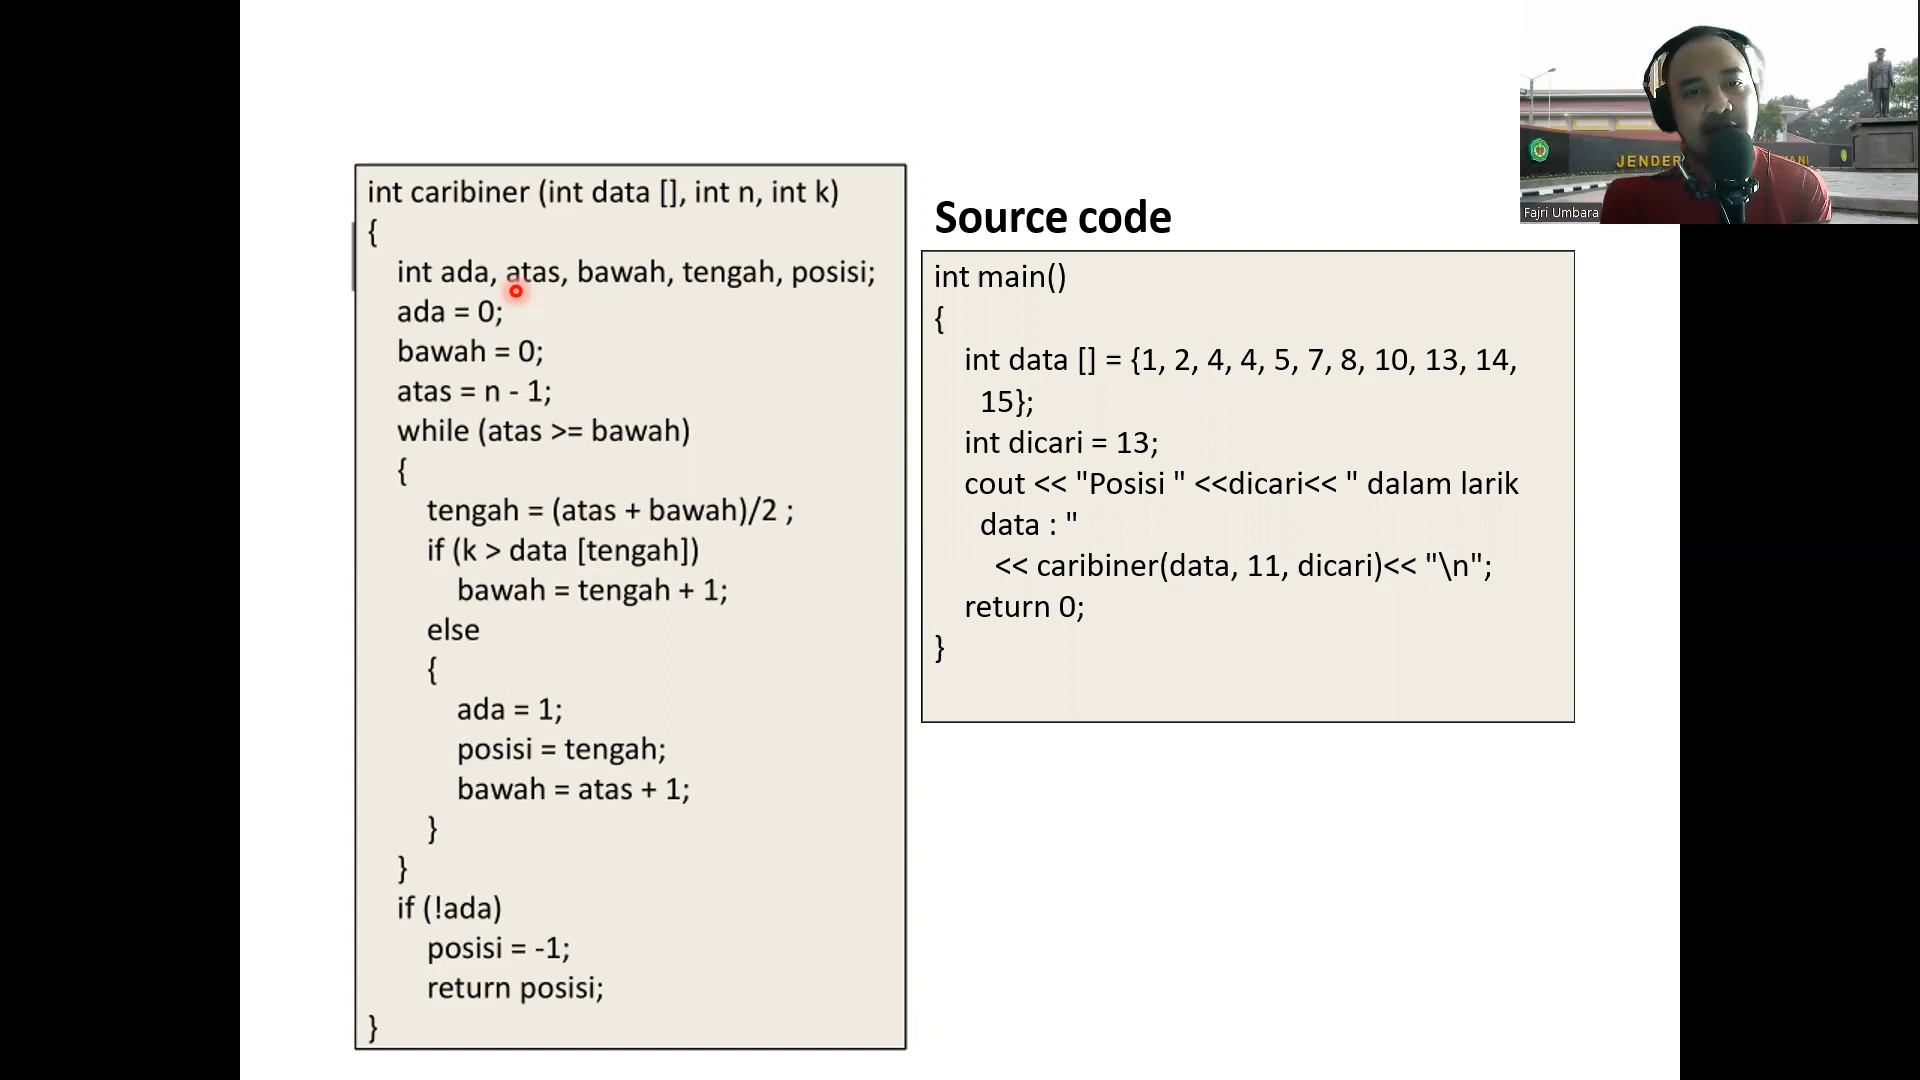 int caribiner (int data [], int n, int k)
{
int ada, atas, bawah, tengah, posisi;
ada = 0;
bawah = 0;
atas = n - 1;
while (atas >= bawah)
{
tengah = (atas + bawah)/2 ;
if (k > data [tengah])
bawah = tengah + 1;
else
{
ada = 1;
posisi = tengah;
bawah = atas + 1;
}
}
if (!ada)
posisi = -1;
return posisi;
}
Source code
int main()
{
int data [] = {1, 2, 4, 4, 5, 7, 8, 10, 13, 14,
15};
int dicari = 13;
cout << "Posisi " <<dicari<< " dalam larik
data : "
<< caribiner(data, 11, dicari)<< "\n";
return 0;
}
JENDER
ANI
Fajri Umbara